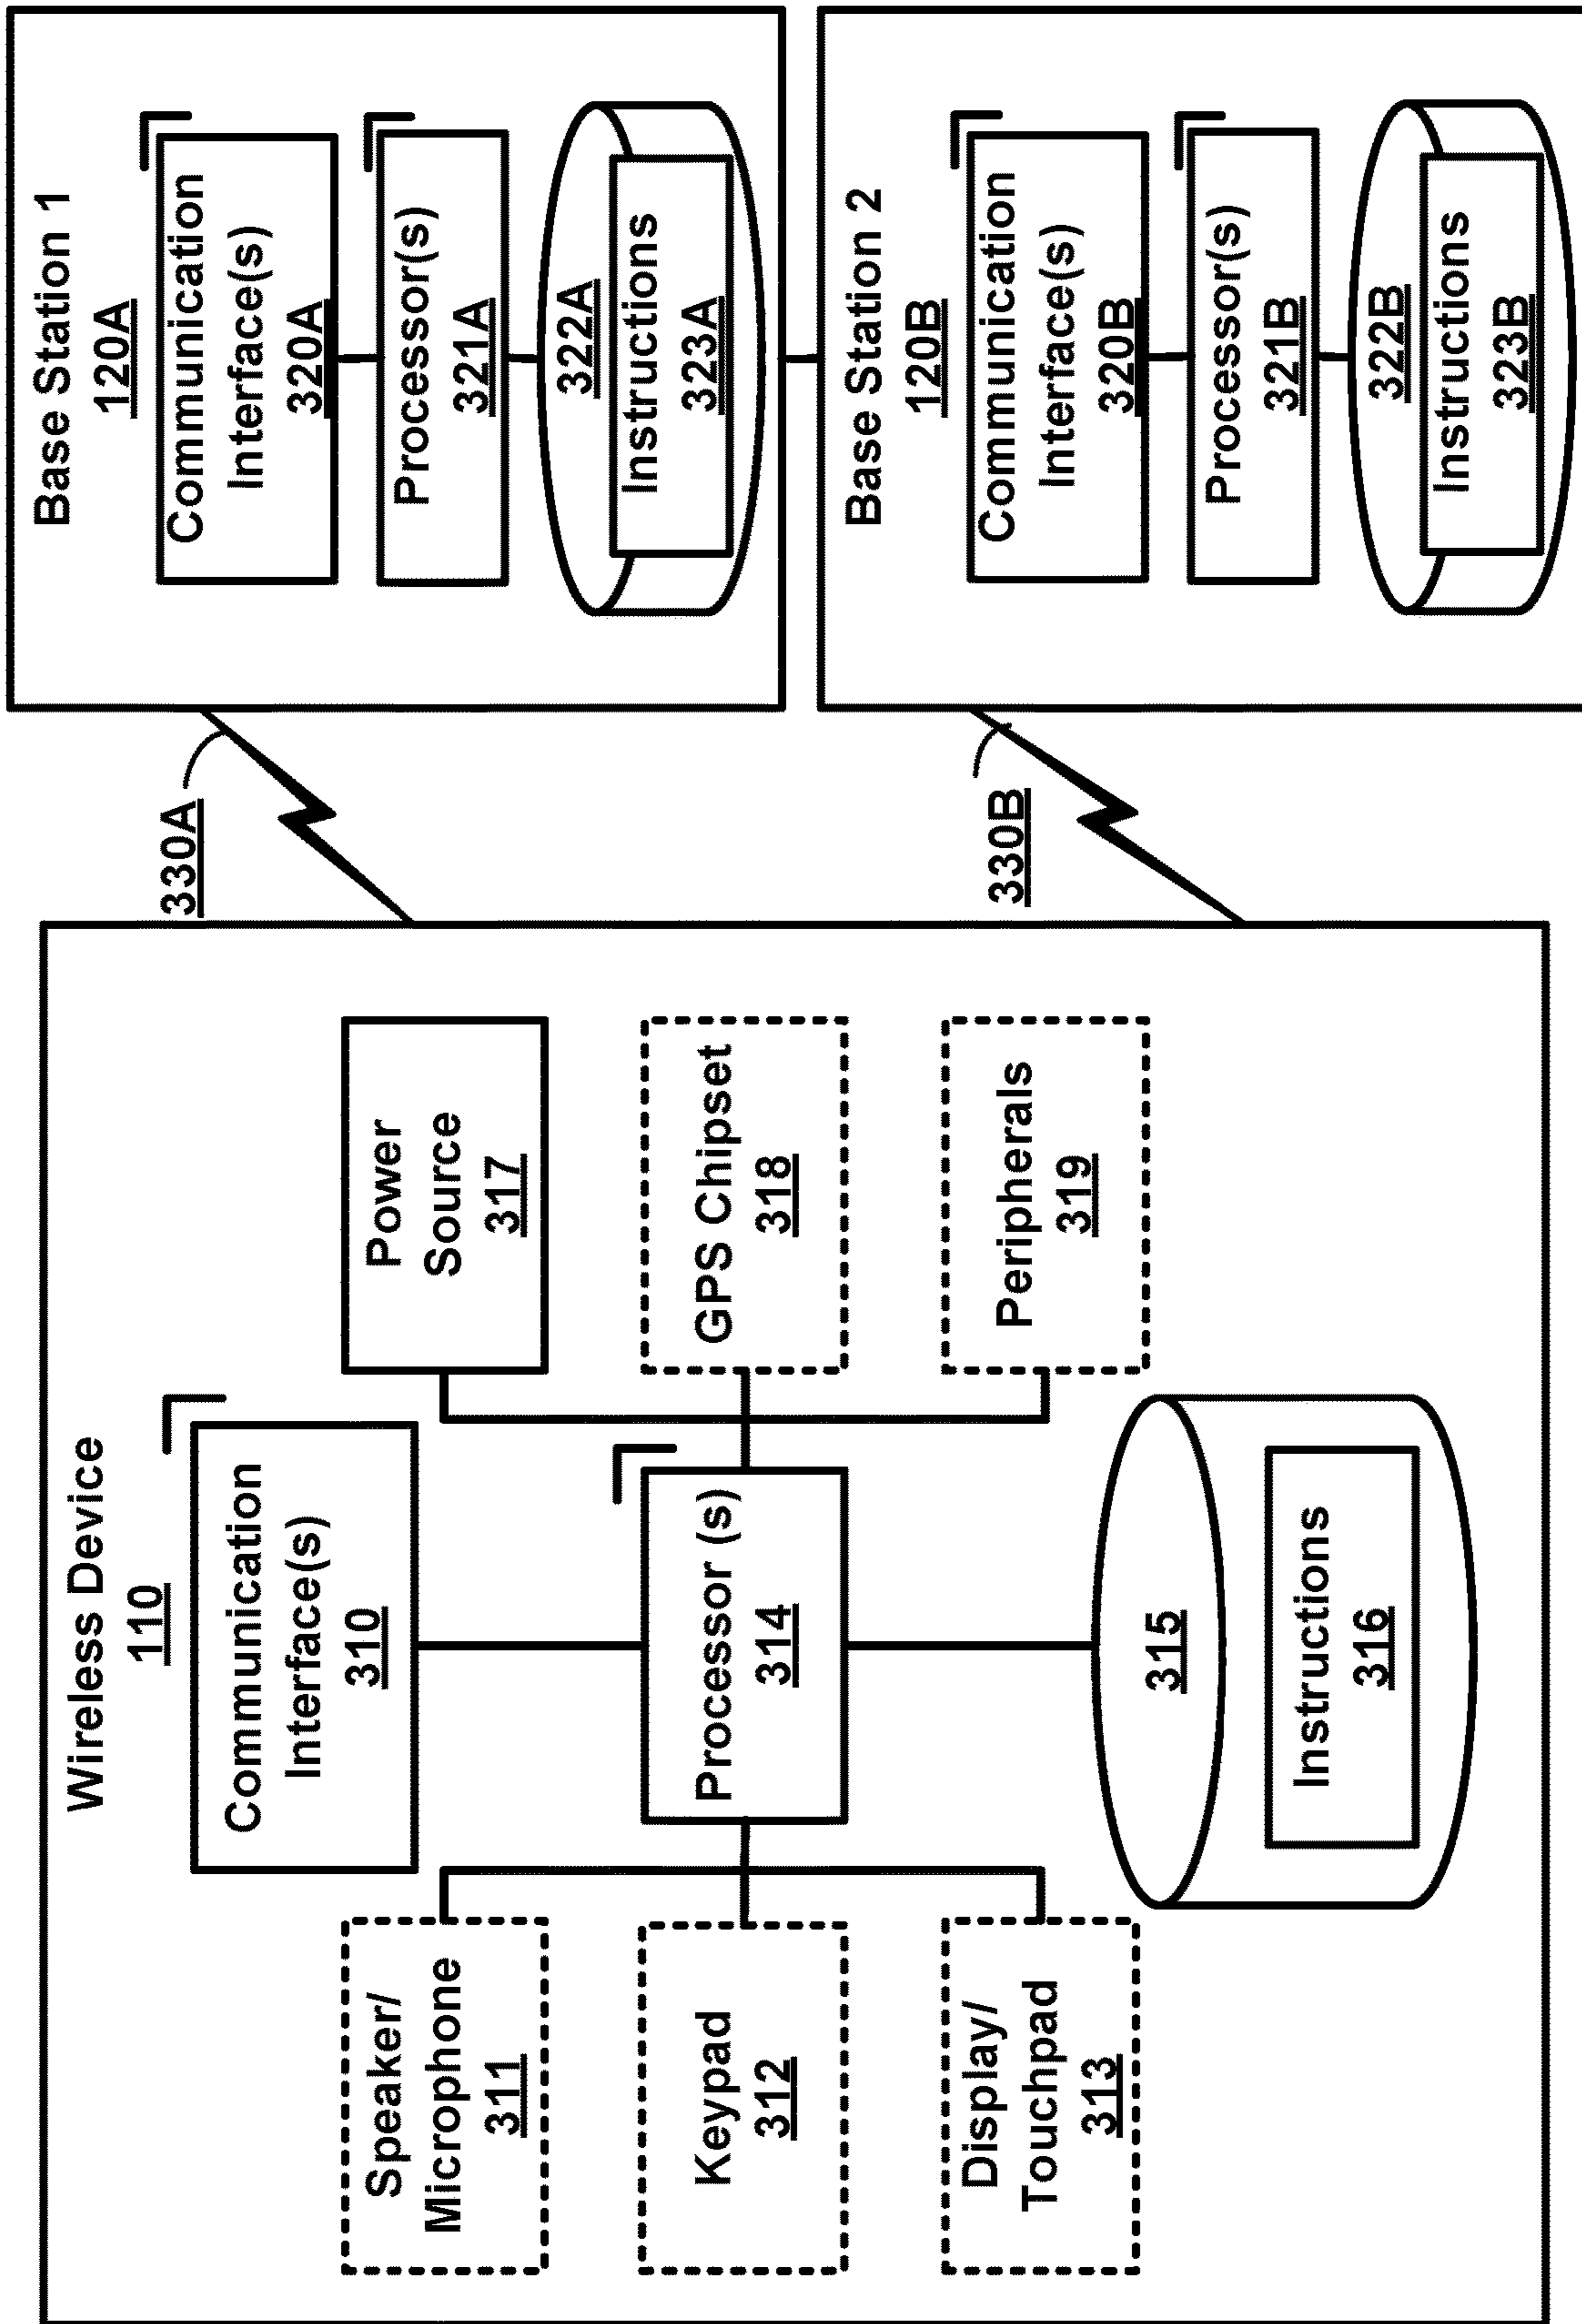 Wireless Device
110
Communication
Interface(s)
310
Speaker/
Microphone
311
Power
Source
317
Keypad
312
Processor (s)
314
GPS Chipset
318
Display/
Touchpad
313
Peripherals
319
315
Instructions
316
330A
330B
Base Station 1
120A
Communication
Interface(s)
320A
Processor(s)
321A
322A
Instructions
323A
Base Station 2
120B
Communication
Interface(s)
320B
Processor(s)
321B
322B
Instructions
323B